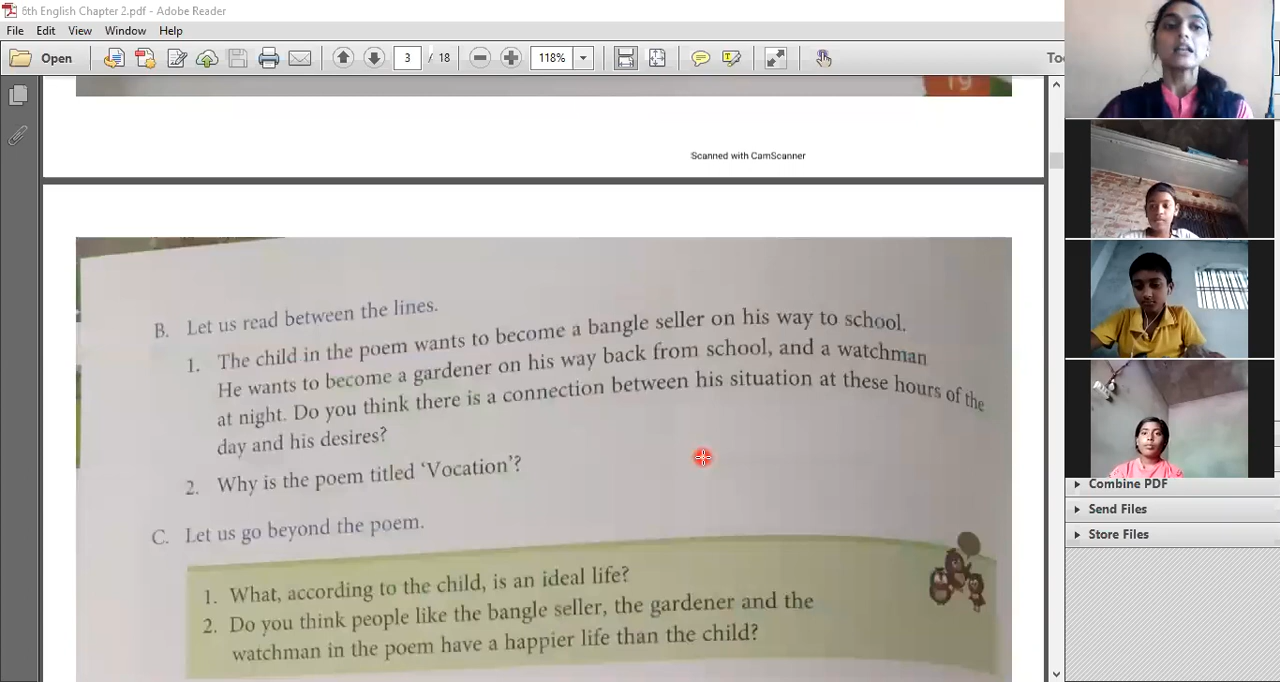 6th English Chapter 2.pdf - Adobe Reader
File Edit View Window Help
Open 3 / 18 118%
19
Scanned with CamScanner
B. Let us read between the lines.
1. The child in the poem wants to become a bangle seller on his way to school.
He wants to become a gardener on his way back from school, and a watchman
at night. Do you think there is a connection between his situation at these hours of the
day and his desires?
2. Why is the poem titled ‘Vocation’?
C. Let us go beyond the poem.
1. What, according to the child, is an ideal life?
2. Do you think people like the bangle seller, the gardener and the
watchman in the poem have a happier life than the child?
Combine PDF
Send Files
Store Files